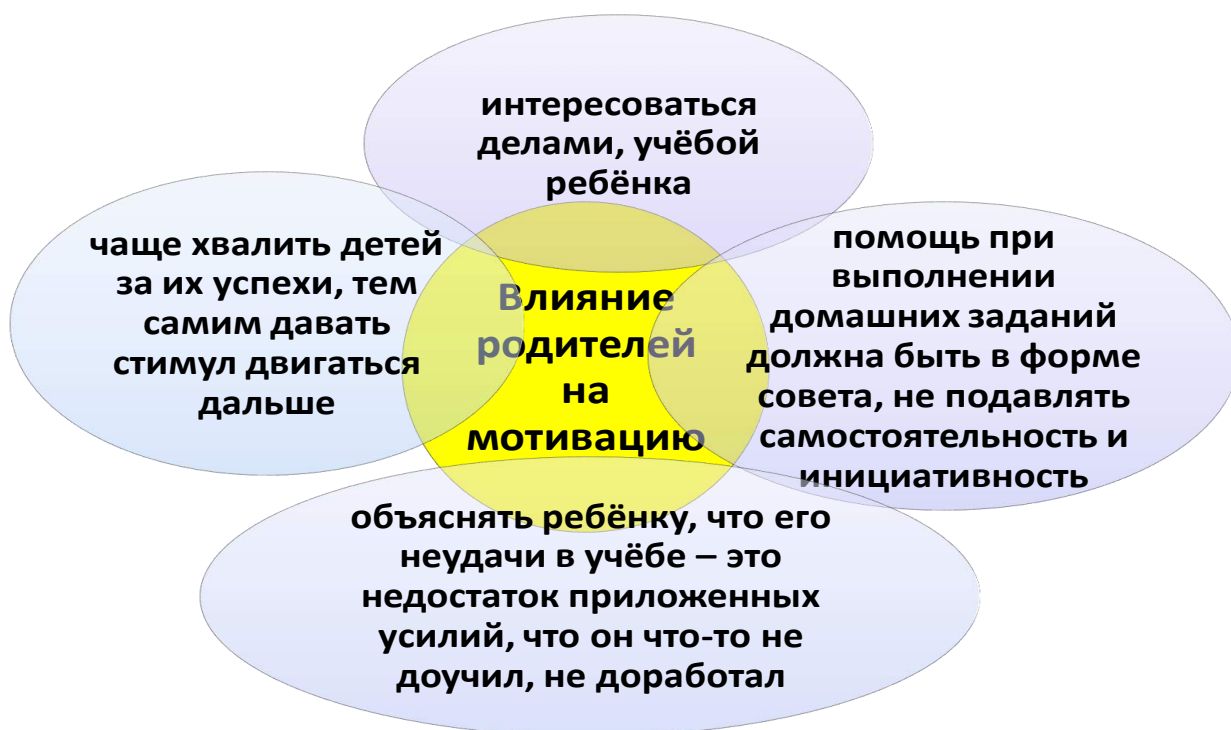 интересоваться
делами, учёбой
ребёнка
чаще хвалить детей
за их успехи, тем
самим давать
стимул двигаться
дальше
Влияние
родителей
на
мотивацию
помощь при
выполнении
домашних заданий
должна быть в форме
совета, не подавлять
самостоятельность и
инициативность
объяснять ребёнку, что его
неудачи в учёбе – это
недостаток приложенных
усилий, что он что-то не
доучил, не доработал